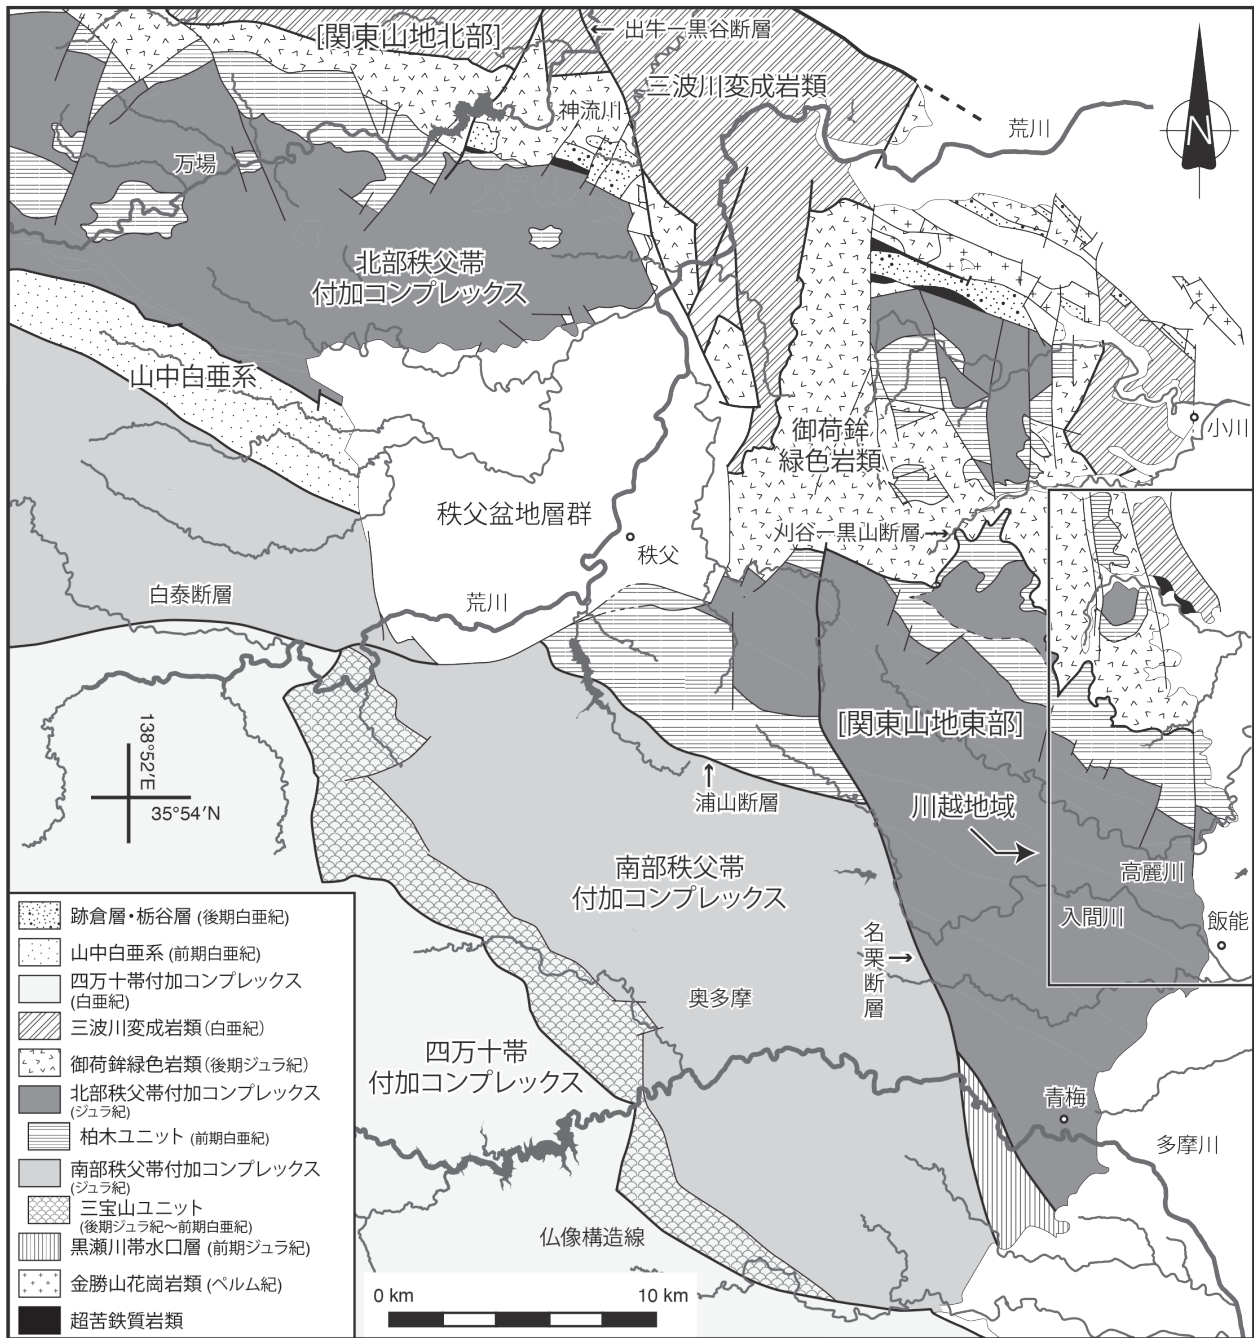 [関東山地北部]
出牛ー黒谷断層
三波川変成岩類
神流川
荒川
N
万場
北部秩父帯
付加コンプレックス
山中白亜系
御荷鉾
緑色岩類
小川
秩父盆地層群
刈谷ー黒山断層
秩父
白泰断層
荒川
138°52′E
35°54′N
[関東山地東部]
浦山断層
川越地域
南部秩父帯
付加コンプレックス
高麗川
入間川
飯能
名栗断層
奥多摩
四万十帯
付加コンプレックス
青梅
多摩川
仏像構造線
跡倉層・栃谷層 (後期白亜紀)
山中白亜系 (前期白亜紀)
四万十帯付加コンプレックス
(白亜紀)
三波川変成岩類 (白亜紀)
御荷鉾緑色岩類 (後期ジュラ紀)
北部秩父帯付加コンプレックス
(ジュラ紀)
柏木ユニット (前期白亜紀)
南部秩父帯付加コンプレックス
(ジュラ紀)
三宝山ユニット
(後期ジュラ紀〜前期白亜紀)
黒瀬川帯水口層 (前期ジュラ紀)
金勝山花崗岩類 (ペルム紀)
超苦鉄質岩類
0 km 10 km